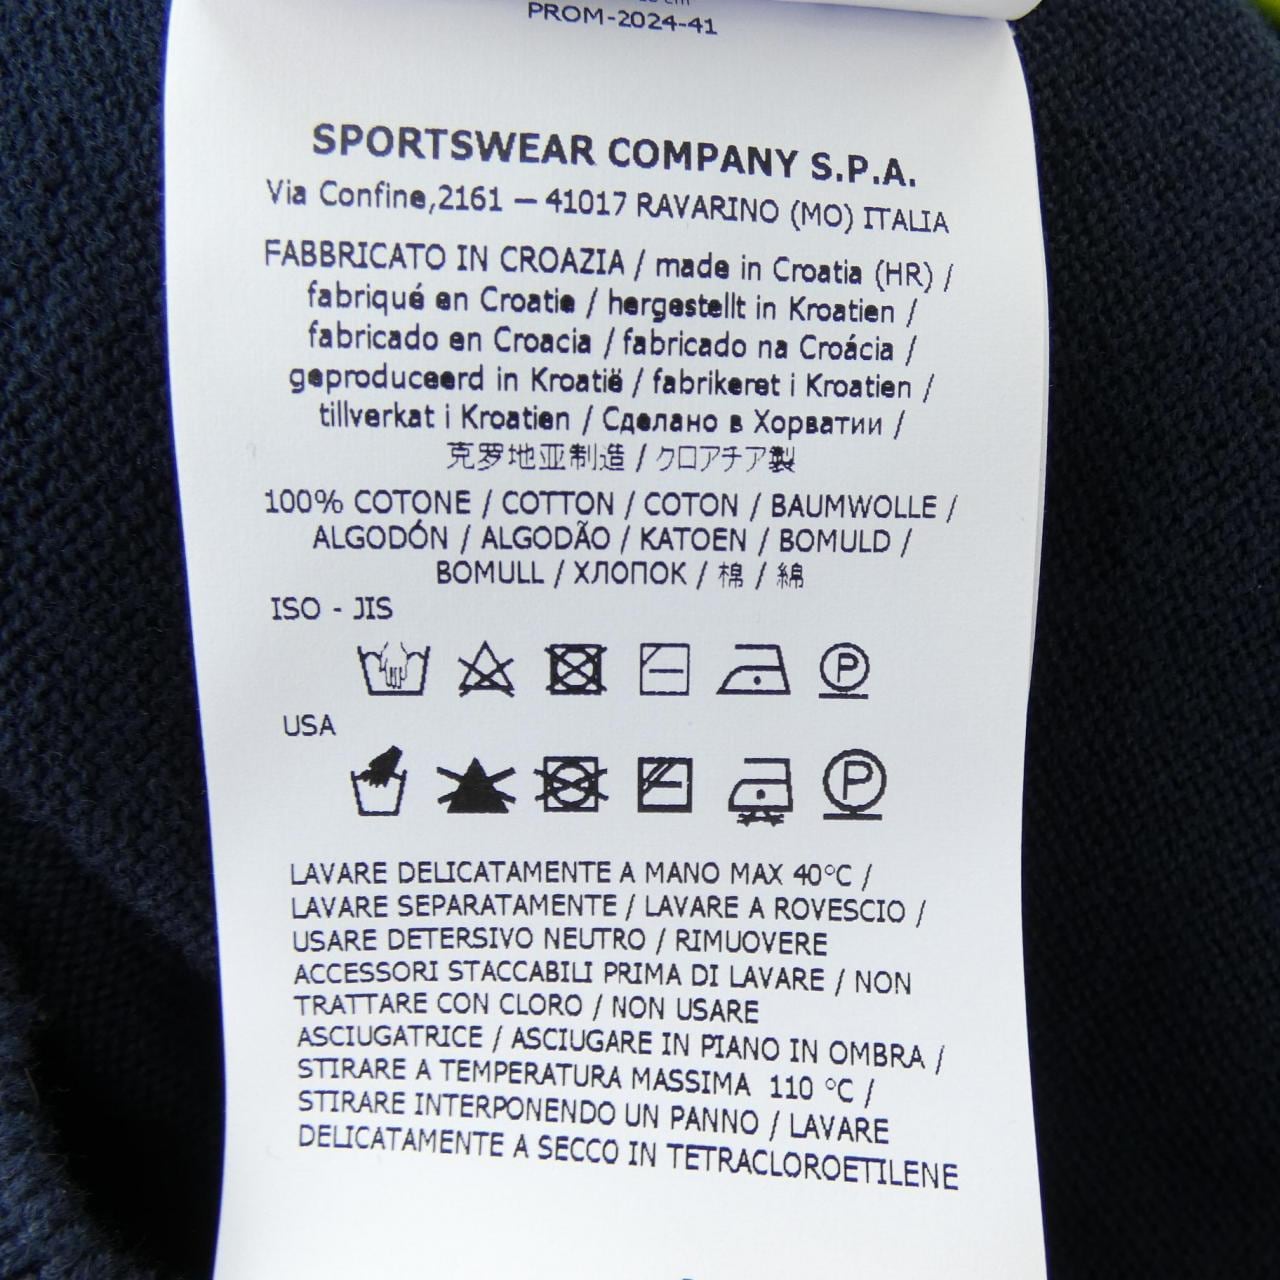 PROM-2024-41
SPORTSWEAR COMPANY S.P.A.
Via Confine,2161 – 41017 RAVARINO (MO) ITALIA
FABBRICATO IN CROAZIA / made in Croatia (HR) /
fabriqué en Croatie / hergestellt in Kroatien /
fabricado en Croacia / fabricado na Croácia /
geproduceerd in Kroatië / fabrikeret i Kroatien /
tillverkat i Kroatien / Сделано в Хорватии /
克罗地亚制造 / クロアチア製
100% COTONE / COTTON / COTON / BAUMWOLLE /
ALGODÓN / ALGODÃO / KATOEN / BOMULD /
BOMULL / ХЛОПОК / 棉 / 綿
ISO - JIS
P
USA
P
LAVARE DELICATAMENTE A MANO MAX 40°C /
LAVARE SEPARATAMENTE / LAVARE A ROVESCIO /
USARE DETERSIVO NEUTRO / RIMUOVERE
ACCESSORI STACCABILI PRIMA DI LAVARE / NON
TRATTARE CON CLORO / NON USARE
ASCIUGATRICE / ASCIUGARE IN PIANO IN OMBRA /
STIRARE A TEMPERATURA MASSIMA 110 °C /
STIRARE INTERPONENDO UN PANNO / LAVARE
DELICATAMENTE A SECCO IN TETRACLOROETILENE